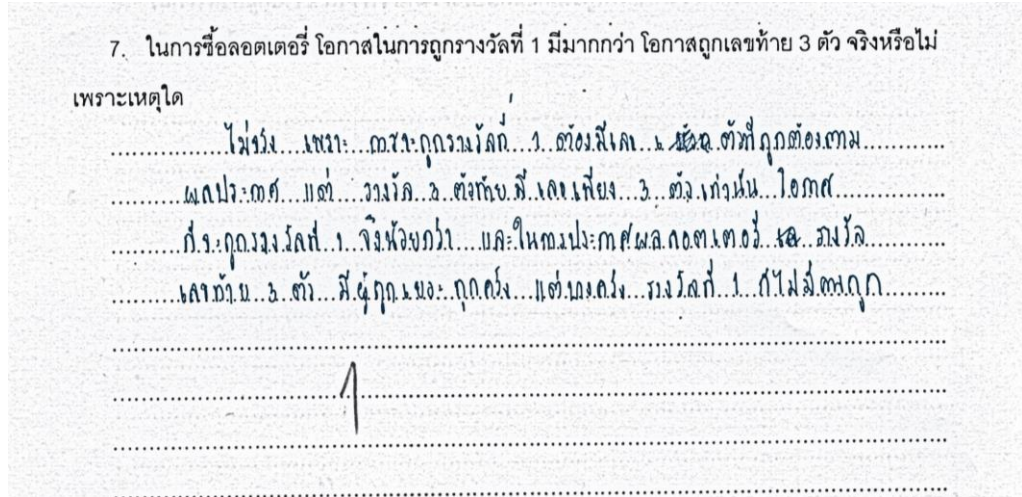 7. ในการซื้อลอตเตอรี่ โอกาสในการถูกรางวัลที่ 1 มีมากกว่า โอกาสถูกเลขท้าย 3 ตัว จริงหรือไม่
เพราะเหตุใด
ไม่จริง เพราะ การจะถูกรางวัลที่ 1 ต้องมีเลข ตัวที่ถูกต้องตาม
ผลประกาศ แต่ รางวัล 3 ตัวท้าย มี เลขเพียง 3 ตัว เท่านั้น โอกาศ
ที่จะถูกรางวัลที่ 1 จึงน้อยกว่า และในการประกาศผลลอตเตอรี่ รางวัล
เลขท้าย 3 ตัว มีผู้ถูกเยอะ ทุกครั้ง แต่บางครั้ง รางวัลที่ 1 ก็ไม่มีคนถูก
1